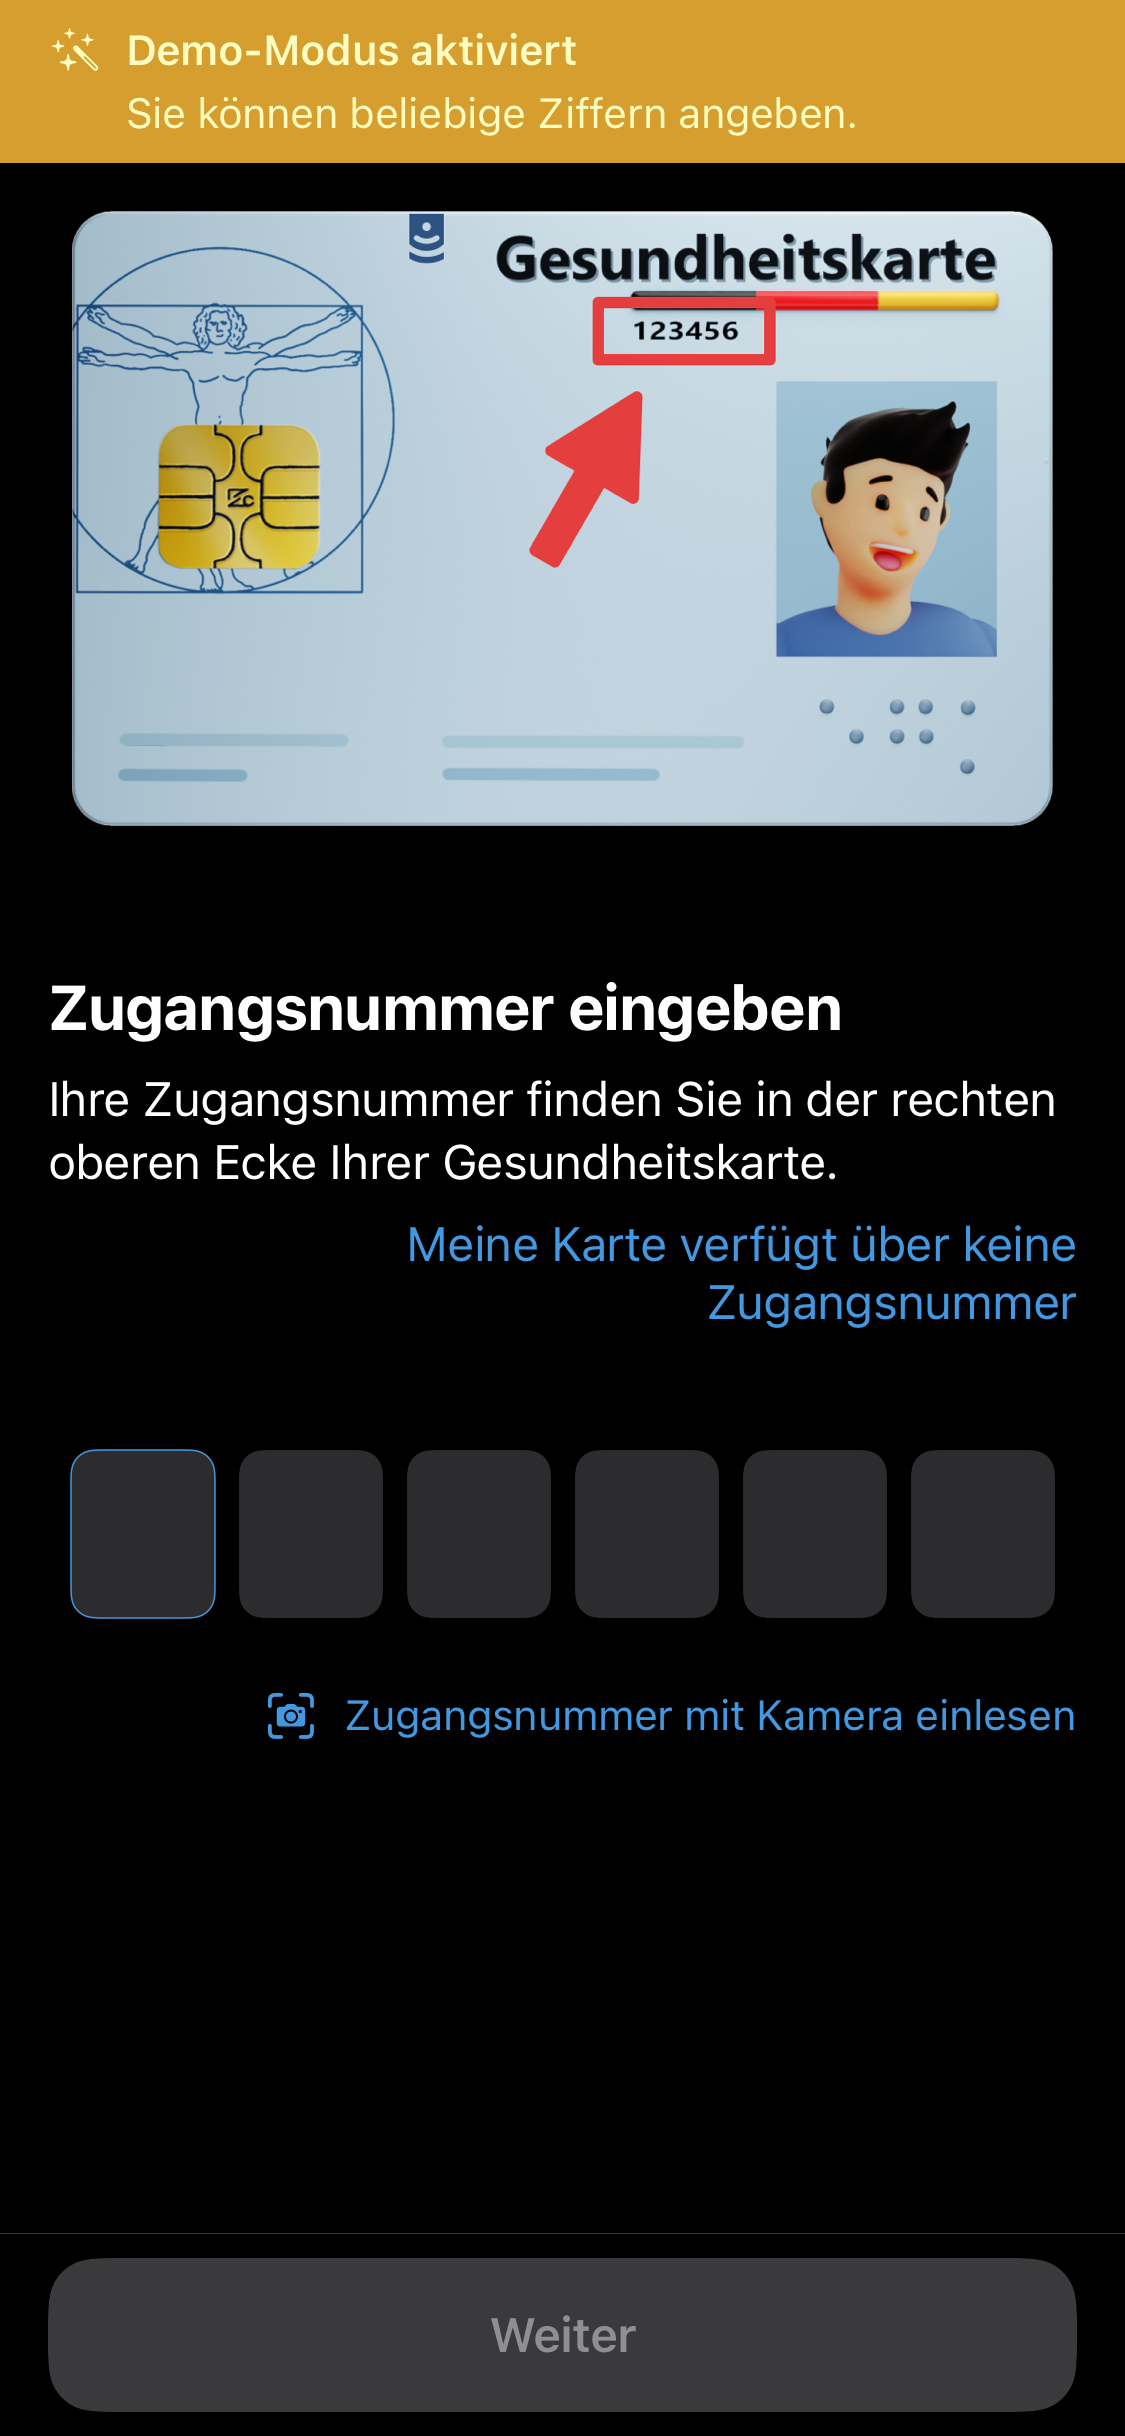 Demo-Modus aktiviert
Sie können beliebige Ziffern angeben.
Gesundheitskarte
123456
Zugangsnummer eingeben
Ihre Zugangsnummer finden Sie in der rechten
oberen Ecke Ihrer Gesundheitskarte.
Meine Karte verfügt über keine
Zugangsnummer
Zugangsnummer mit Kamera einlesen
Weiter